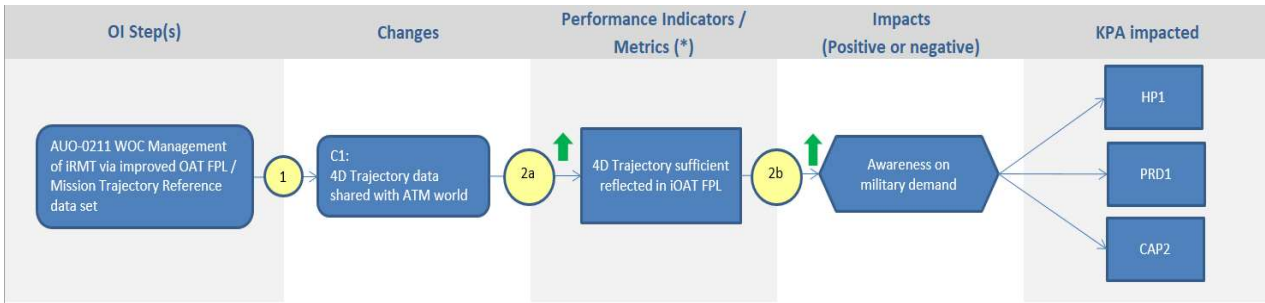 OI Step(s)
Changes
Performance Indicators /
Metrics (*)
Impacts
(Positive or negative)
KPA impacted
AUO-0211 WOC Management
of iRMT via improved OAT FPL /
Mission Trajectory Reference
data set
1
C1:
4D Trajectory data
shared with ATM world
2a
4D Trajectory sufficient
reflected in iOAT FPL
2b
Awareness on
military demand
HP1
PRD1
CAP2